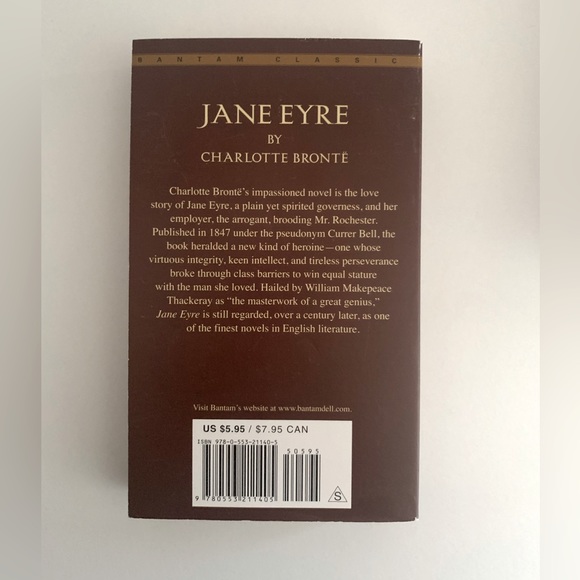 BANTAM CLASSIC
JANE EYRE
BY
CHARLOTTE BRONTË
Charlotte Brontë's impassioned novel is the love
story of Jane Eyre, a plain yet spirited governess, and her
employer, the arrogant, brooding Mr. Rochester.
Published in 1847 under the pseudonym Currer Bell, the
book heralded a new kind of heroine—one whose
virtuous integrity, keen intellect, and tireless perseverance
broke through class barriers to win equal stature
with the man she loved. Hailed by William Makepeace
Thackeray as “the masterwork of a great genius,”
Jane Eyre is still regarded, over a century later, as one
of the finest novels in English literature.
Visit Bantam's website at www.bantamdell.com.
US $5.95 / $7.95 CAN
ISBN 978-0-553-21140-5
50595
9 780553 211405
S